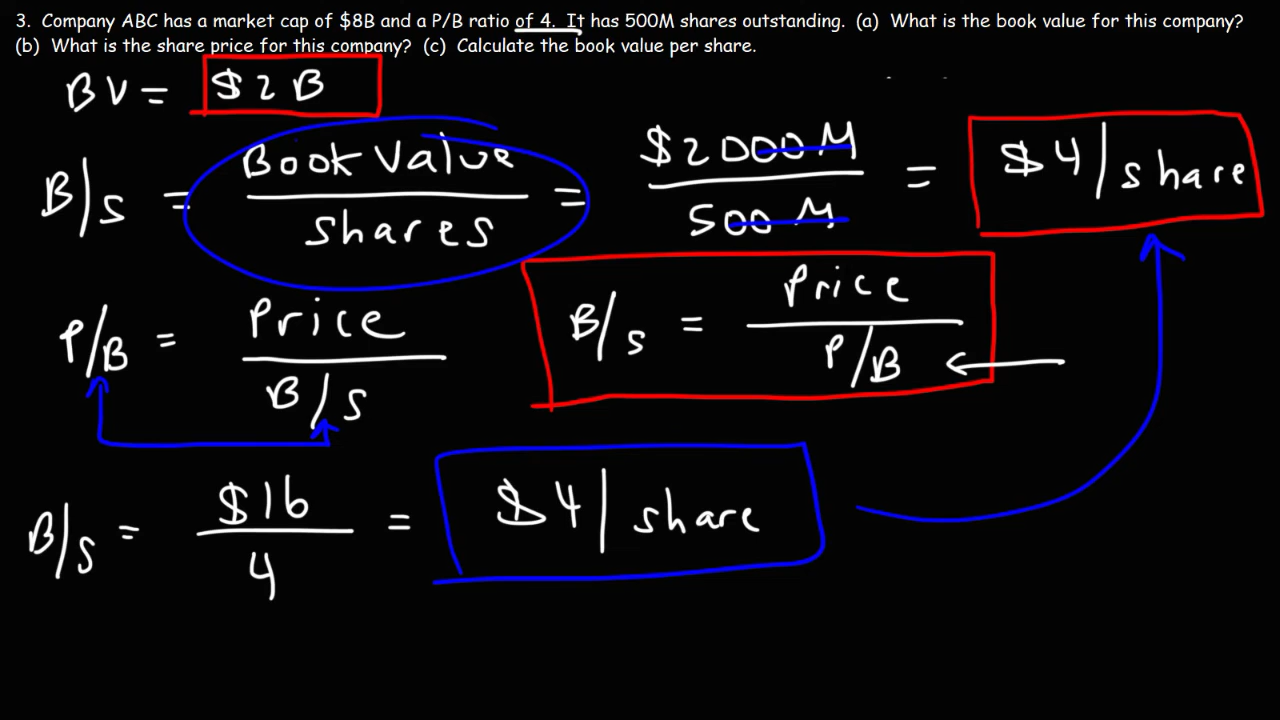 3. Company ABC has a market cap of $8B and a P/B ratio of 4. It has 500M shares outstanding. (a) What is the book value for this company?
(b) What is the share price for this company? (c) Calculate the book value per share.
BV = $2B
B/S = Book Value / Shares = $2000M / 500M = $4/share
P/B = Price / B/S
B/S = Price / P/B
B/S = $16 / 4 = $4/share